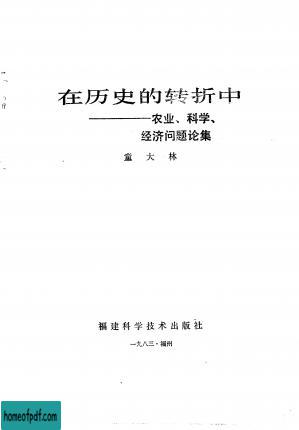 在历史的转折中
————农业、科学、
经济问题论集
童大林
福建科学技术出版社
一九八三·福州
homeofpdf.com